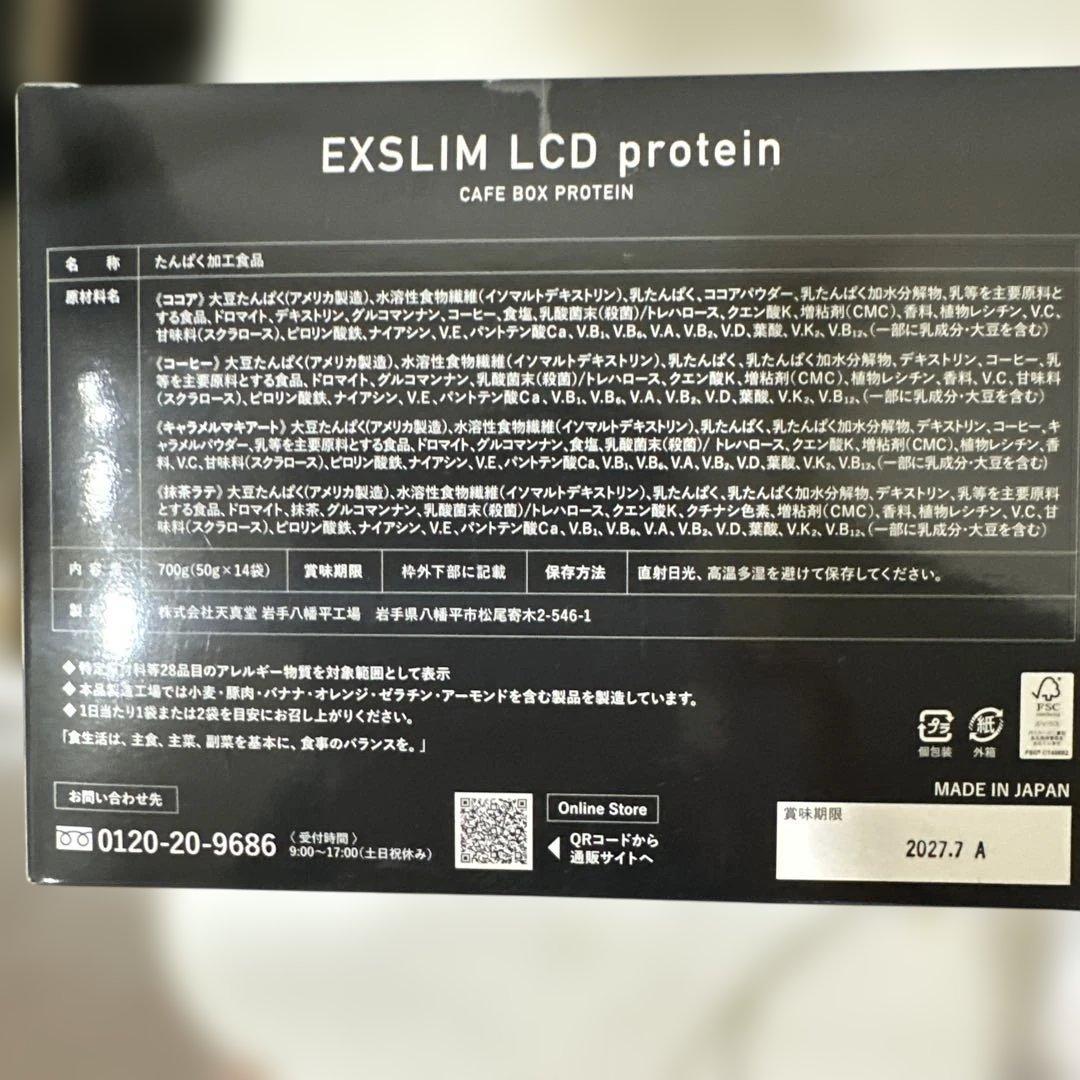 EXSLIM LCD protein
CAFE BOX PROTEIN
名 称 たんぱく加工食品
原材料名 《ココア》大豆たんぱく(アメリカ製造)、水溶性食物繊維(イソマルトデキストリン)、乳たんぱく、ココアパウダー、乳たんぱく加水分解物、乳等を主要原料と
する食品、ドロマイト、デキストリン、グルコマンナン、コーヒー、食塩、乳酸菌末(殺菌)/トレハロース、クエン酸K、増粘剤(CMC)、香料、植物レシチン、V.C、
甘味料(スクラロース)、ピロリン酸鉄、ナイアシン、V.E、パントテン酸Ca、V.B₁、V.B₆、V.A、V.B₂、V.D、葉酸、V.K₂、V.B₁₂、(一部に乳成分・大豆を含む)
《コーヒー》大豆たんぱく(アメリカ製造)、水溶性食物繊維(イソマルトデキストリン)、乳たんぱく、乳たんぱく加水分解物、デキストリン、コーヒー、乳
等を主要原料とする食品、ドロマイト、グルコマンナン、乳酸菌末(殺菌)/トレハロース、クエン酸K、増粘剤(CMC)、植物レシチン、香料、V.C、甘味料
(スクラロース)、ピロリン酸鉄、ナイアシン、V.E、パントテン酸Ca、V.B₁、V.B₆、V.A、V.B₂、V.D、葉酸、V.K₂、V.B₁₂、(一部に乳成分・大豆を含む)
《キャラメルマキアート》大豆たんぱく(アメリカ製造)、水溶性食物繊維(イソマルトデキストリン)、乳たんぱく、乳たんぱく加水分解物、デキストリン、コーヒー、キ
ャラメルパウダー、乳等を主要原料とする食品、ドロマイト、グルコマンナン、食塩、乳酸菌末(殺菌)/トレハロース、クエン酸K、増粘剤(CMC)、植物レシチン、香
料、V.C、甘味料(スクラロース)、ピロリン酸鉄、ナイアシン、V.E、パントテン酸Ca、V.B₁、V.B₆、V.A、V.B₂、V.D、葉酸、V.K₂、V.B₁₂、(一部に乳成分・大豆を含む)
《抹茶ラテ》大豆たんぱく(アメリカ製造)、水溶性食物繊維(イソマルトデキストリン)、乳たんぱく、乳たんぱく加水分解物、デキストリン、乳等を主要原料
とする食品、ドロマイト、抹茶、グルコマンナン、乳酸菌末(殺菌)/トレハロース、クエン酸K、クチナシ色素、増粘剤(CMC)、香料、植物レシチン、V.C、甘
味料(スクラロース)、ピロリン酸鉄、ナイアシン、V.E、パントテン酸Ca、V.B₁、V.B₆、V.A、V.B₂、V.D、葉酸、V.K₂、V.B₁₂、(一部に乳成分・大豆を含む)
内 容 量 700g(50g×14袋) 賞味期限 枠外下部に記載 保存方法 直射日光、高温多湿を避けて保存してください。
製 株式会社天真堂 岩手八幡平工場 岩手県八幡平市松尾寄木2-546-1
◆特定原材料等28品目のアレルギー物質を対象範囲として表示
◆本品製造工場では小麦・豚肉・バナナ・オレンジ・ゼラチン・アーモンドを含む製品を製造しています。
◆1日当たり1袋または2袋を目安にお召し上がりください。
「食生活は、主食、主菜、副菜を基本に、食事のバランスを。」
プラ
個包装
紙
外箱
FSC
MADE IN JAPAN
お問い合わせ先
0120-20-9686
〈受付時間〉
9:00〜17:00(土日祝休み)
Online Store
QRコードから
通販サイトへ
賞味期限
2027.7 A